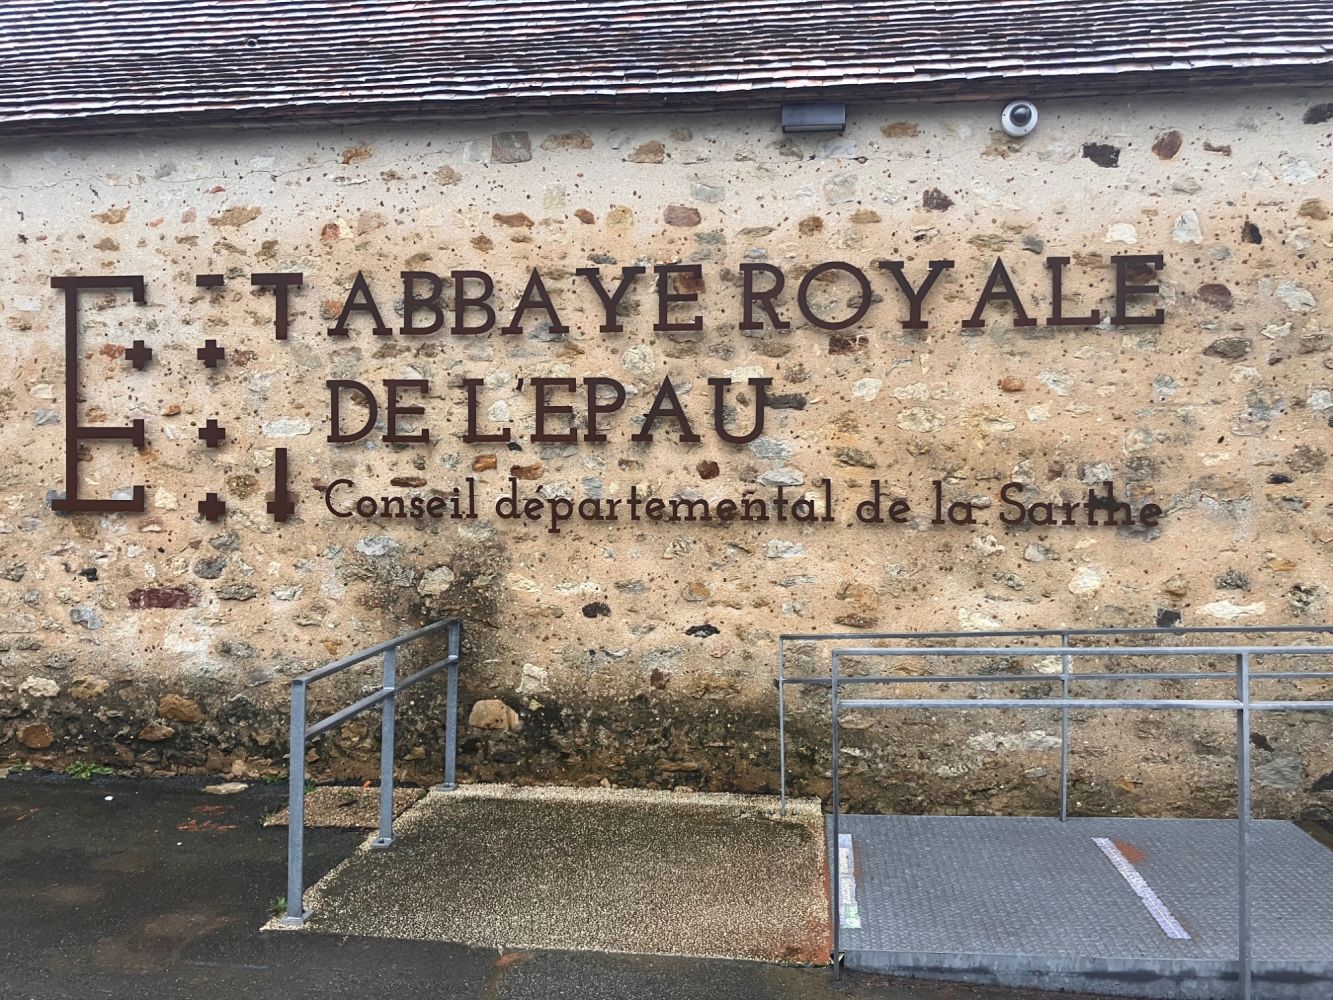 ABBAYE ROYALE
DE L'EPAU
Conseil départemental de la Sarthe